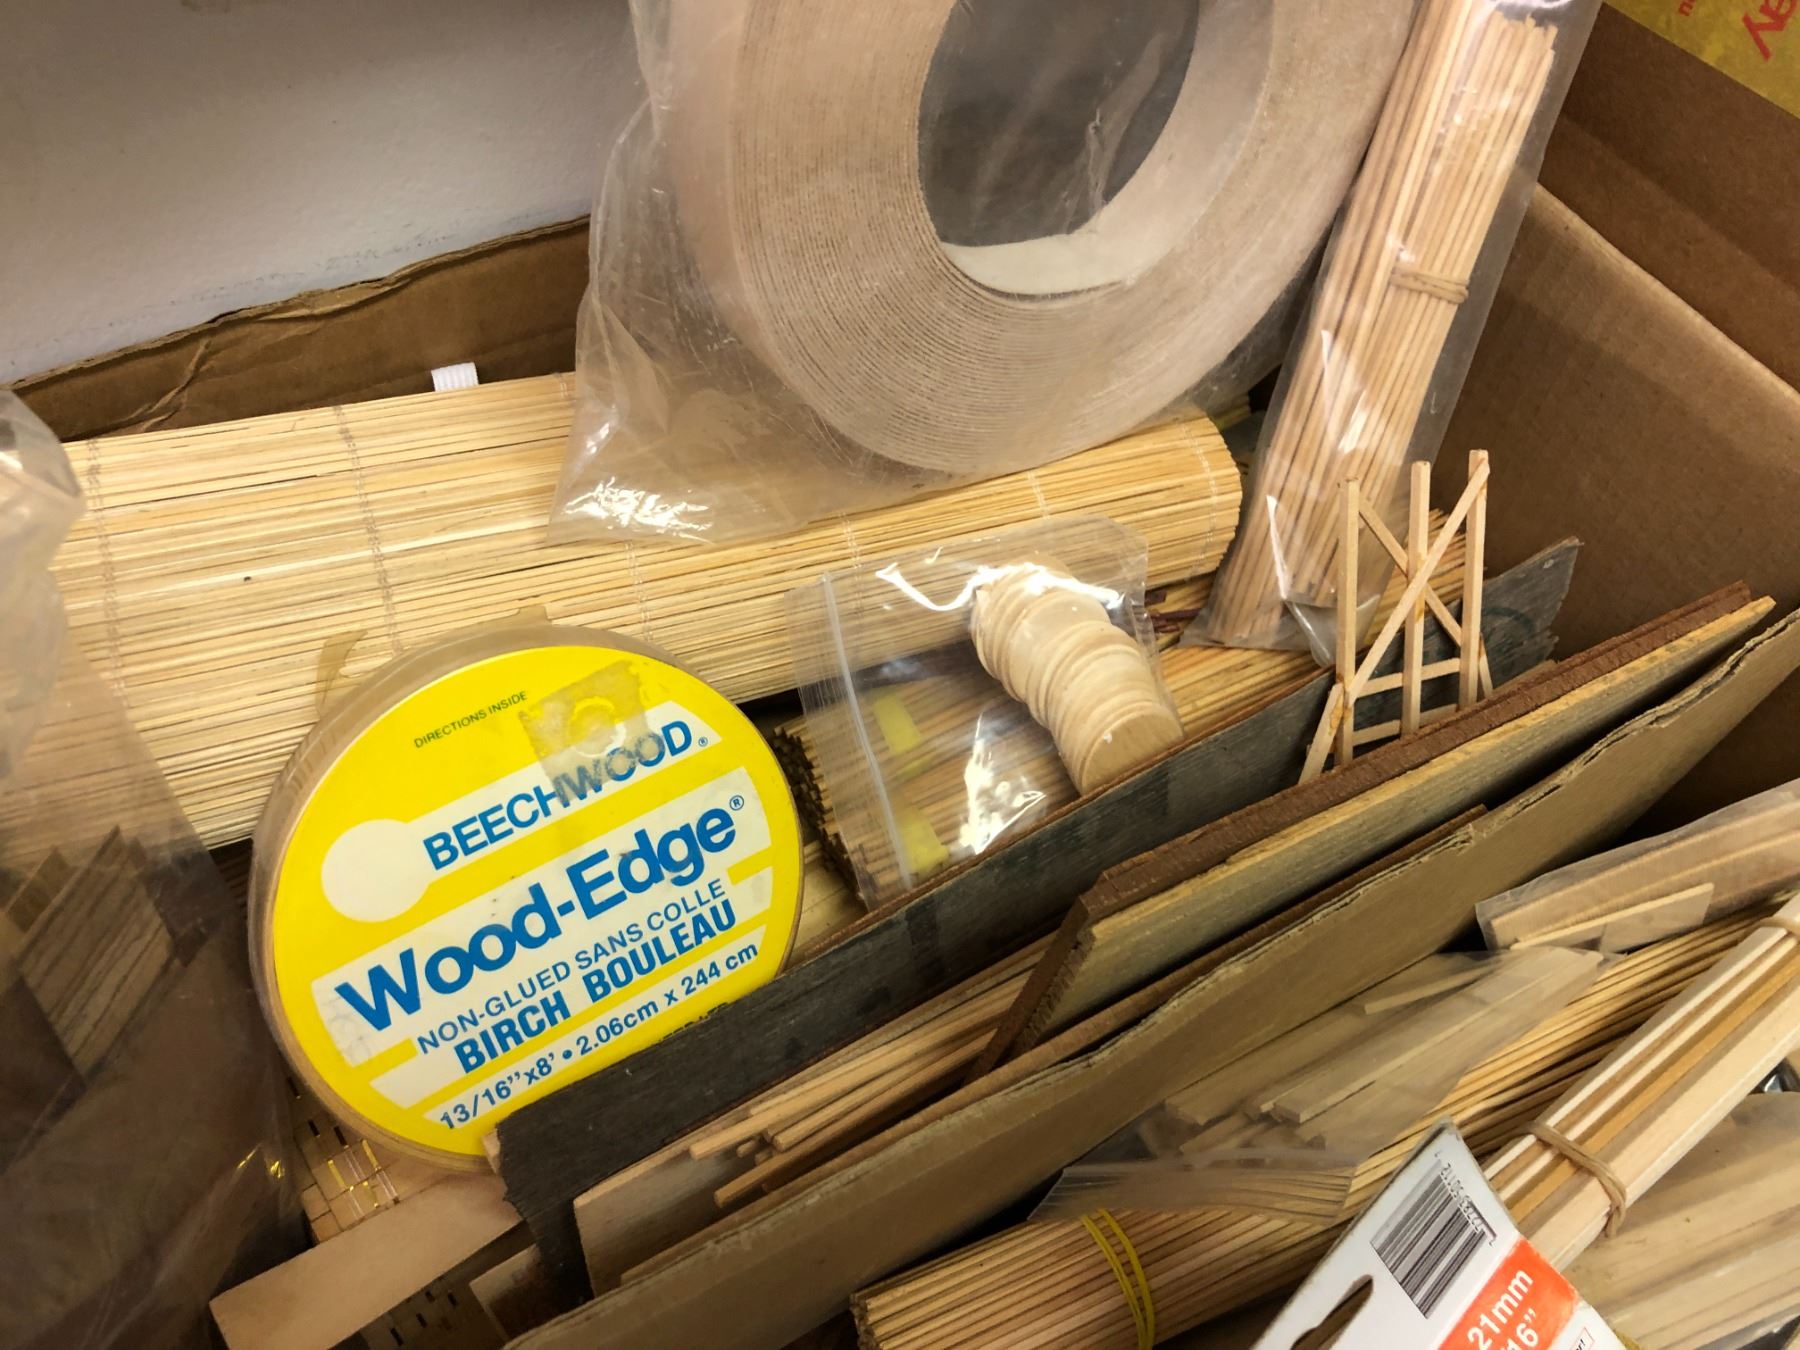 DIRECTIONS INSIDE
BEECHWOOD®
Wood-Edge®
NON-GLUED SANS COLLE
BIRCH BOULEAU
13/16" x8' • 2.06cm x 244 cm
21mm
16"